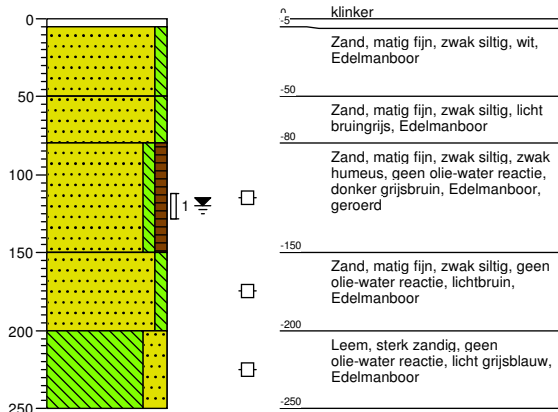 0
50
100
150
200
250
1
0
klinker
-5
Zand, matig fijn, zwak siltig, wit,
Edelmanboor
-50
Zand, matig fijn, zwak siltig, licht
bruingrijs, Edelmanboor
-80
Zand, matig fijn, zwak siltig, zwak
humeus, geen olie-water reactie,
donker grijsbruin, Edelmanboor,
geroerd
-150
Zand, matig fijn, zwak siltig, geen
olie-water reactie, lichtbruin,
Edelmanboor
-200
Leem, sterk zandig, geen
olie-water reactie, licht grijsblauw,
Edelmanboor
-250